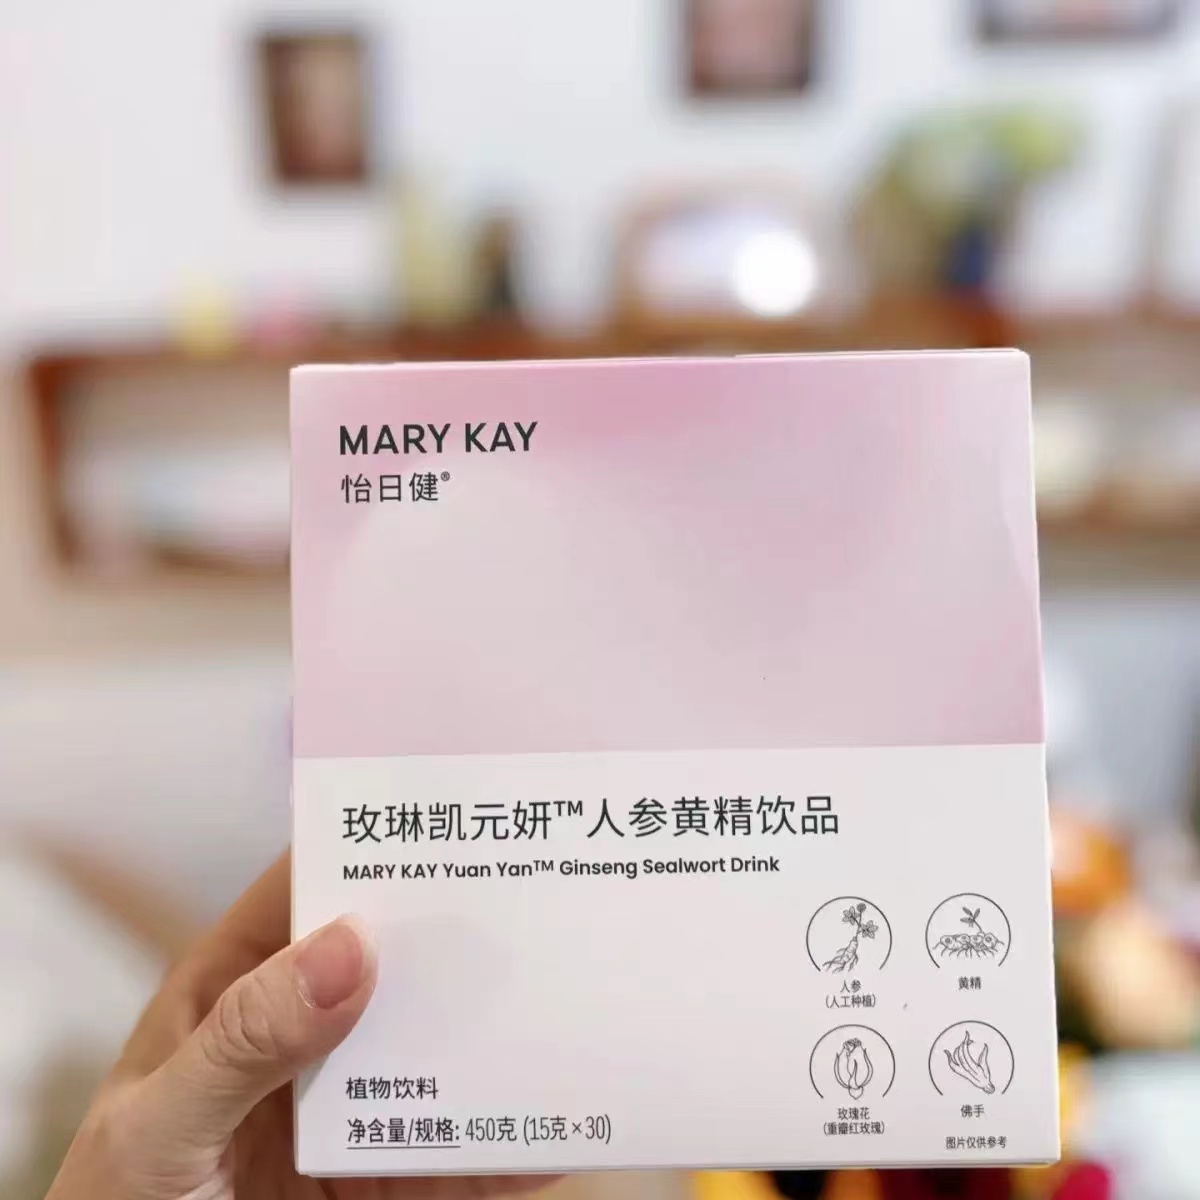 MARY KAY
怡日健®
玫琳凯元妍™人参黄精饮品
MARY KAY Yuan Yan™ Ginseng Sealwort Drink
人参
(人工种植)
黄精
玫瑰花
(重瓣红玫瑰)
佛手
图片仅供参考
植物饮料
净含量/规格: 450克 (15克×30)